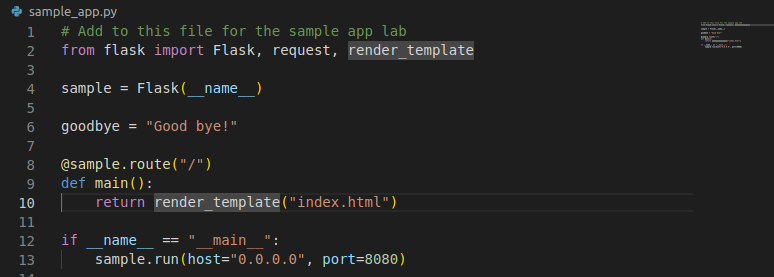 sample_app.py
1 # Add to this file for the sample app lab
2 from flask import Flask, request, render_template
3
4 sample = Flask(__name__)
5
6 goodbye = "Good bye!"
7
8 @sample.route("/")
9 def main():
10 return render_template("index.html")
11
12 if __name__ == "__main__":
13 sample.run(host="0.0.0.0", port=8080)